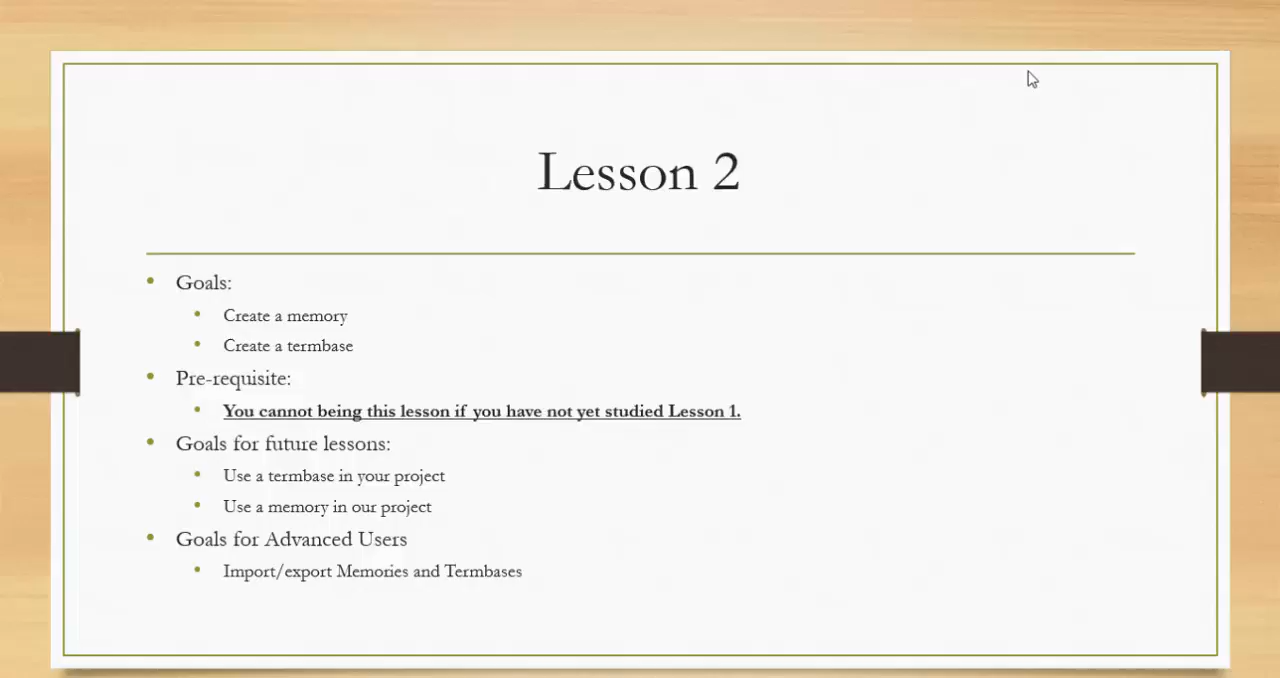 Lesson 2
Goals:
Create a memory
Create a termbase
Pre-requisite:
You cannot being this lesson if you have not yet studied Lesson 1.
Goals for future lessons:
Use a termbase in your project
Use a memory in our project
Goals for Advanced Users
Import/export Memories and Termbases